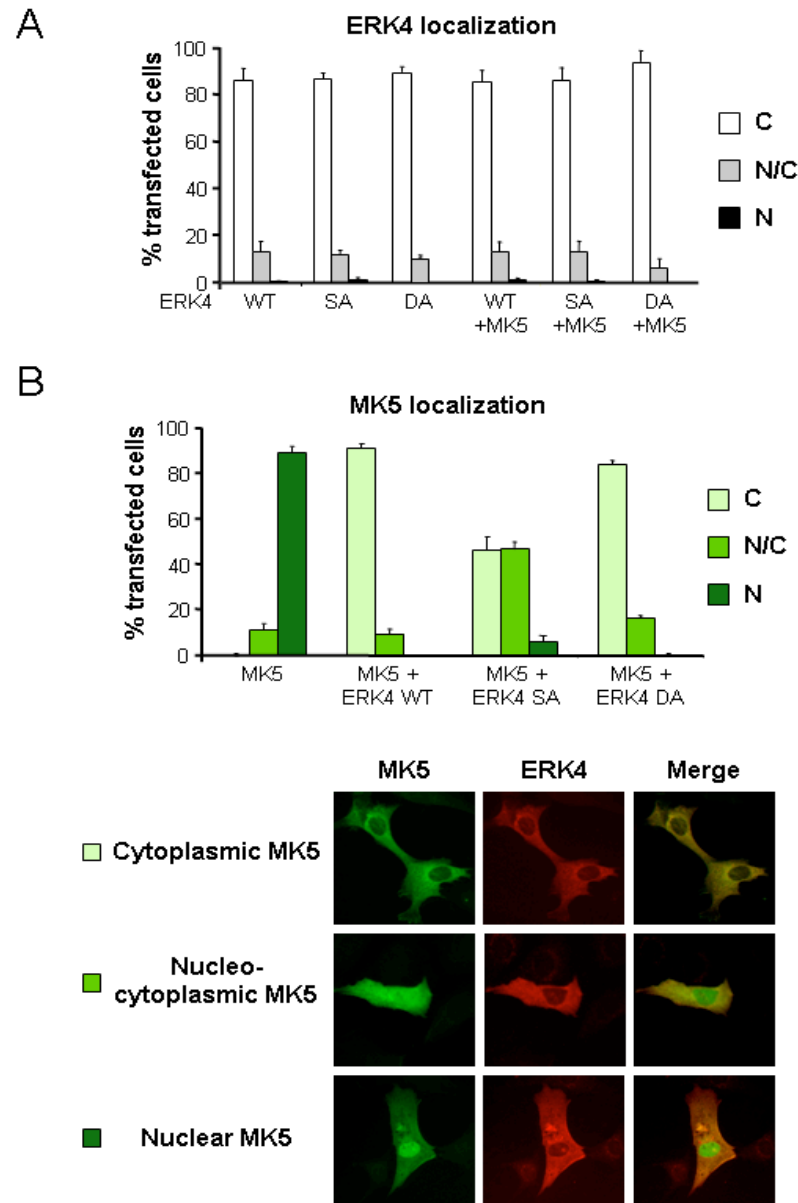 A
ERK4 localization
% transfected cells
100
80
60
40
20
0
C
N/C
N
ERK4 WT SA DA WT SA DA
+MK5 +MK5 +MK5
B
MK5 localization
% transfected cells
100
80
60
40
20
0
C
N/C
N
MK5 MK5 + MK5 + MK5 +
ERK4 WT ERK4 SA ERK4 DA
MK5 ERK4 Merge
Cytoplasmic MK5
Nucleo-
cytoplasmic MK5
Nuclear MK5